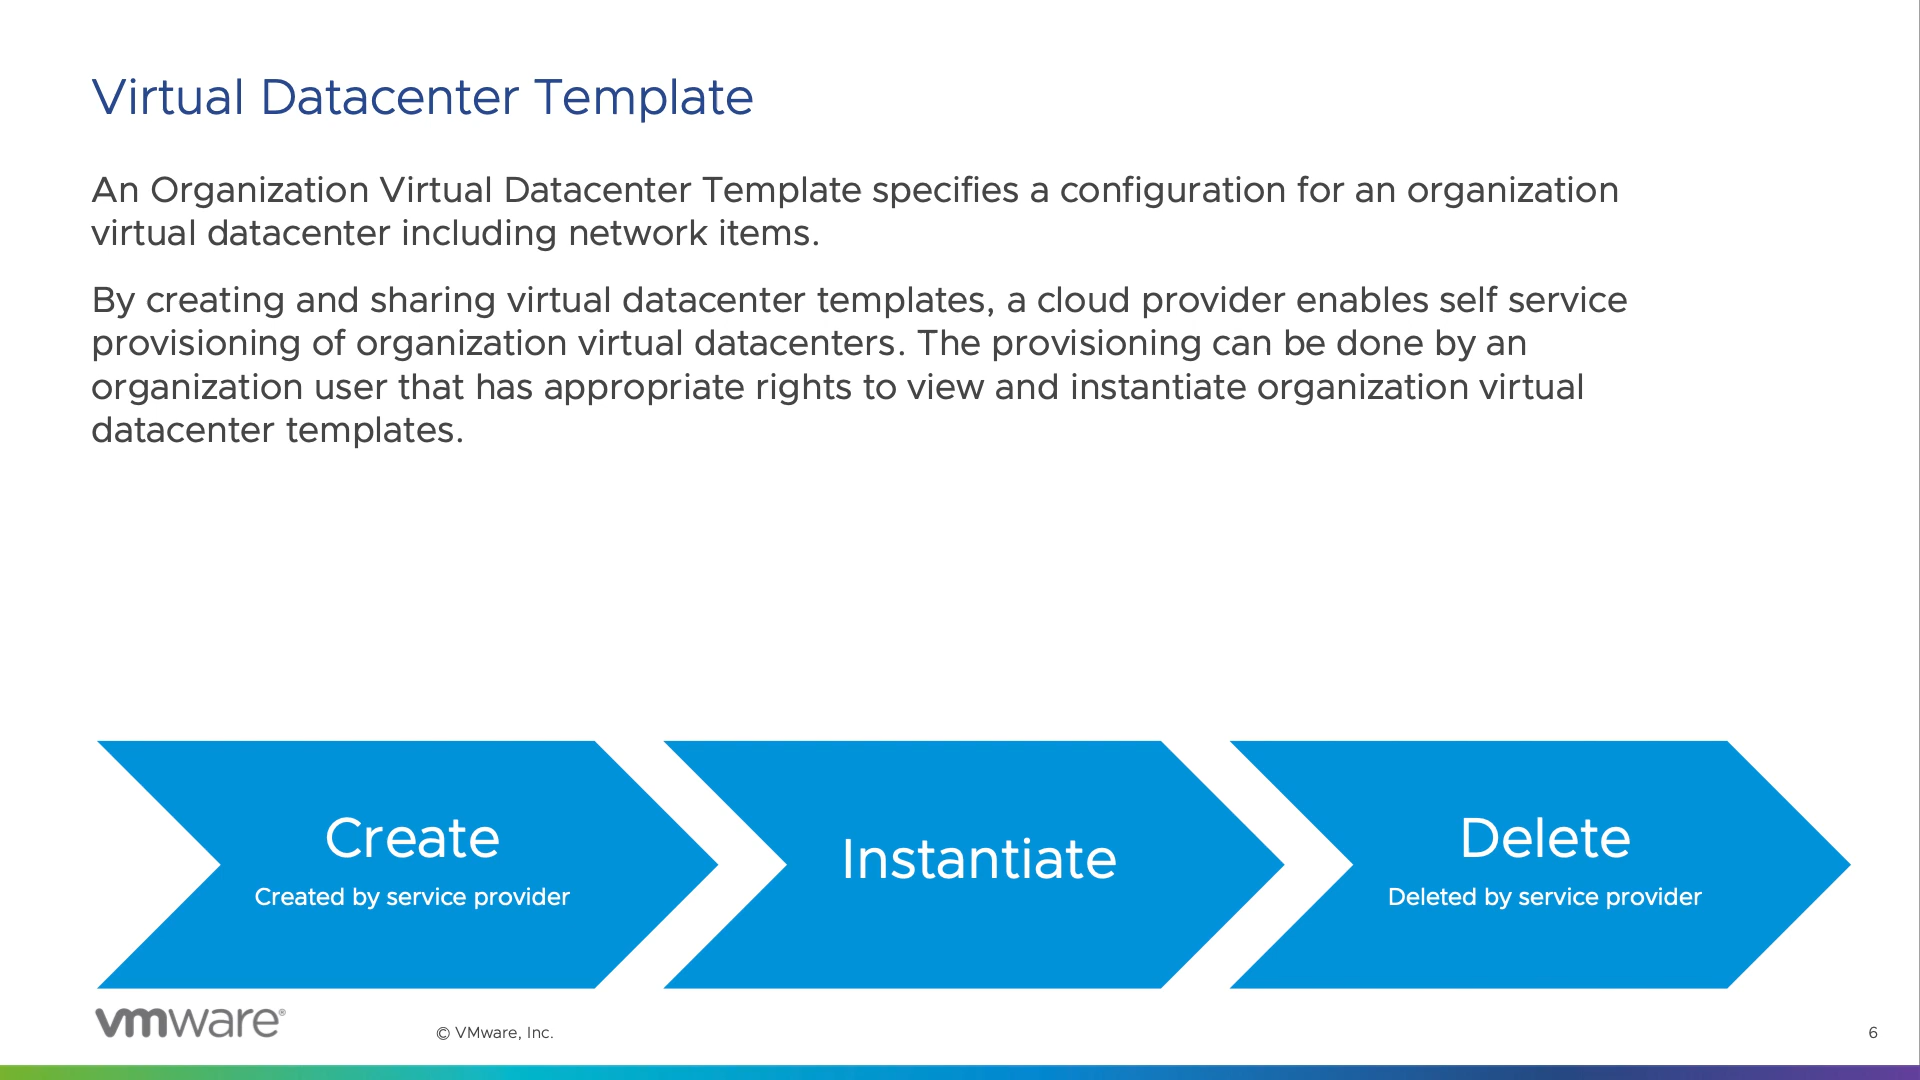 Virtual Datacenter Template
An Organization Virtual Datacenter Template specifies a configuration for an organization
virtual datacenter including network items.
By creating and sharing virtual datacenter templates, a cloud provider enables self service
provisioning of organization virtual datacenters. The provisioning can be done by an
organization user that has appropriate rights to view and instantiate organization virtual
datacenter templates.
Create
Created by service provider
Instantiate
Delete
Deleted by service provider
vmware®
© VMware, Inc.
6